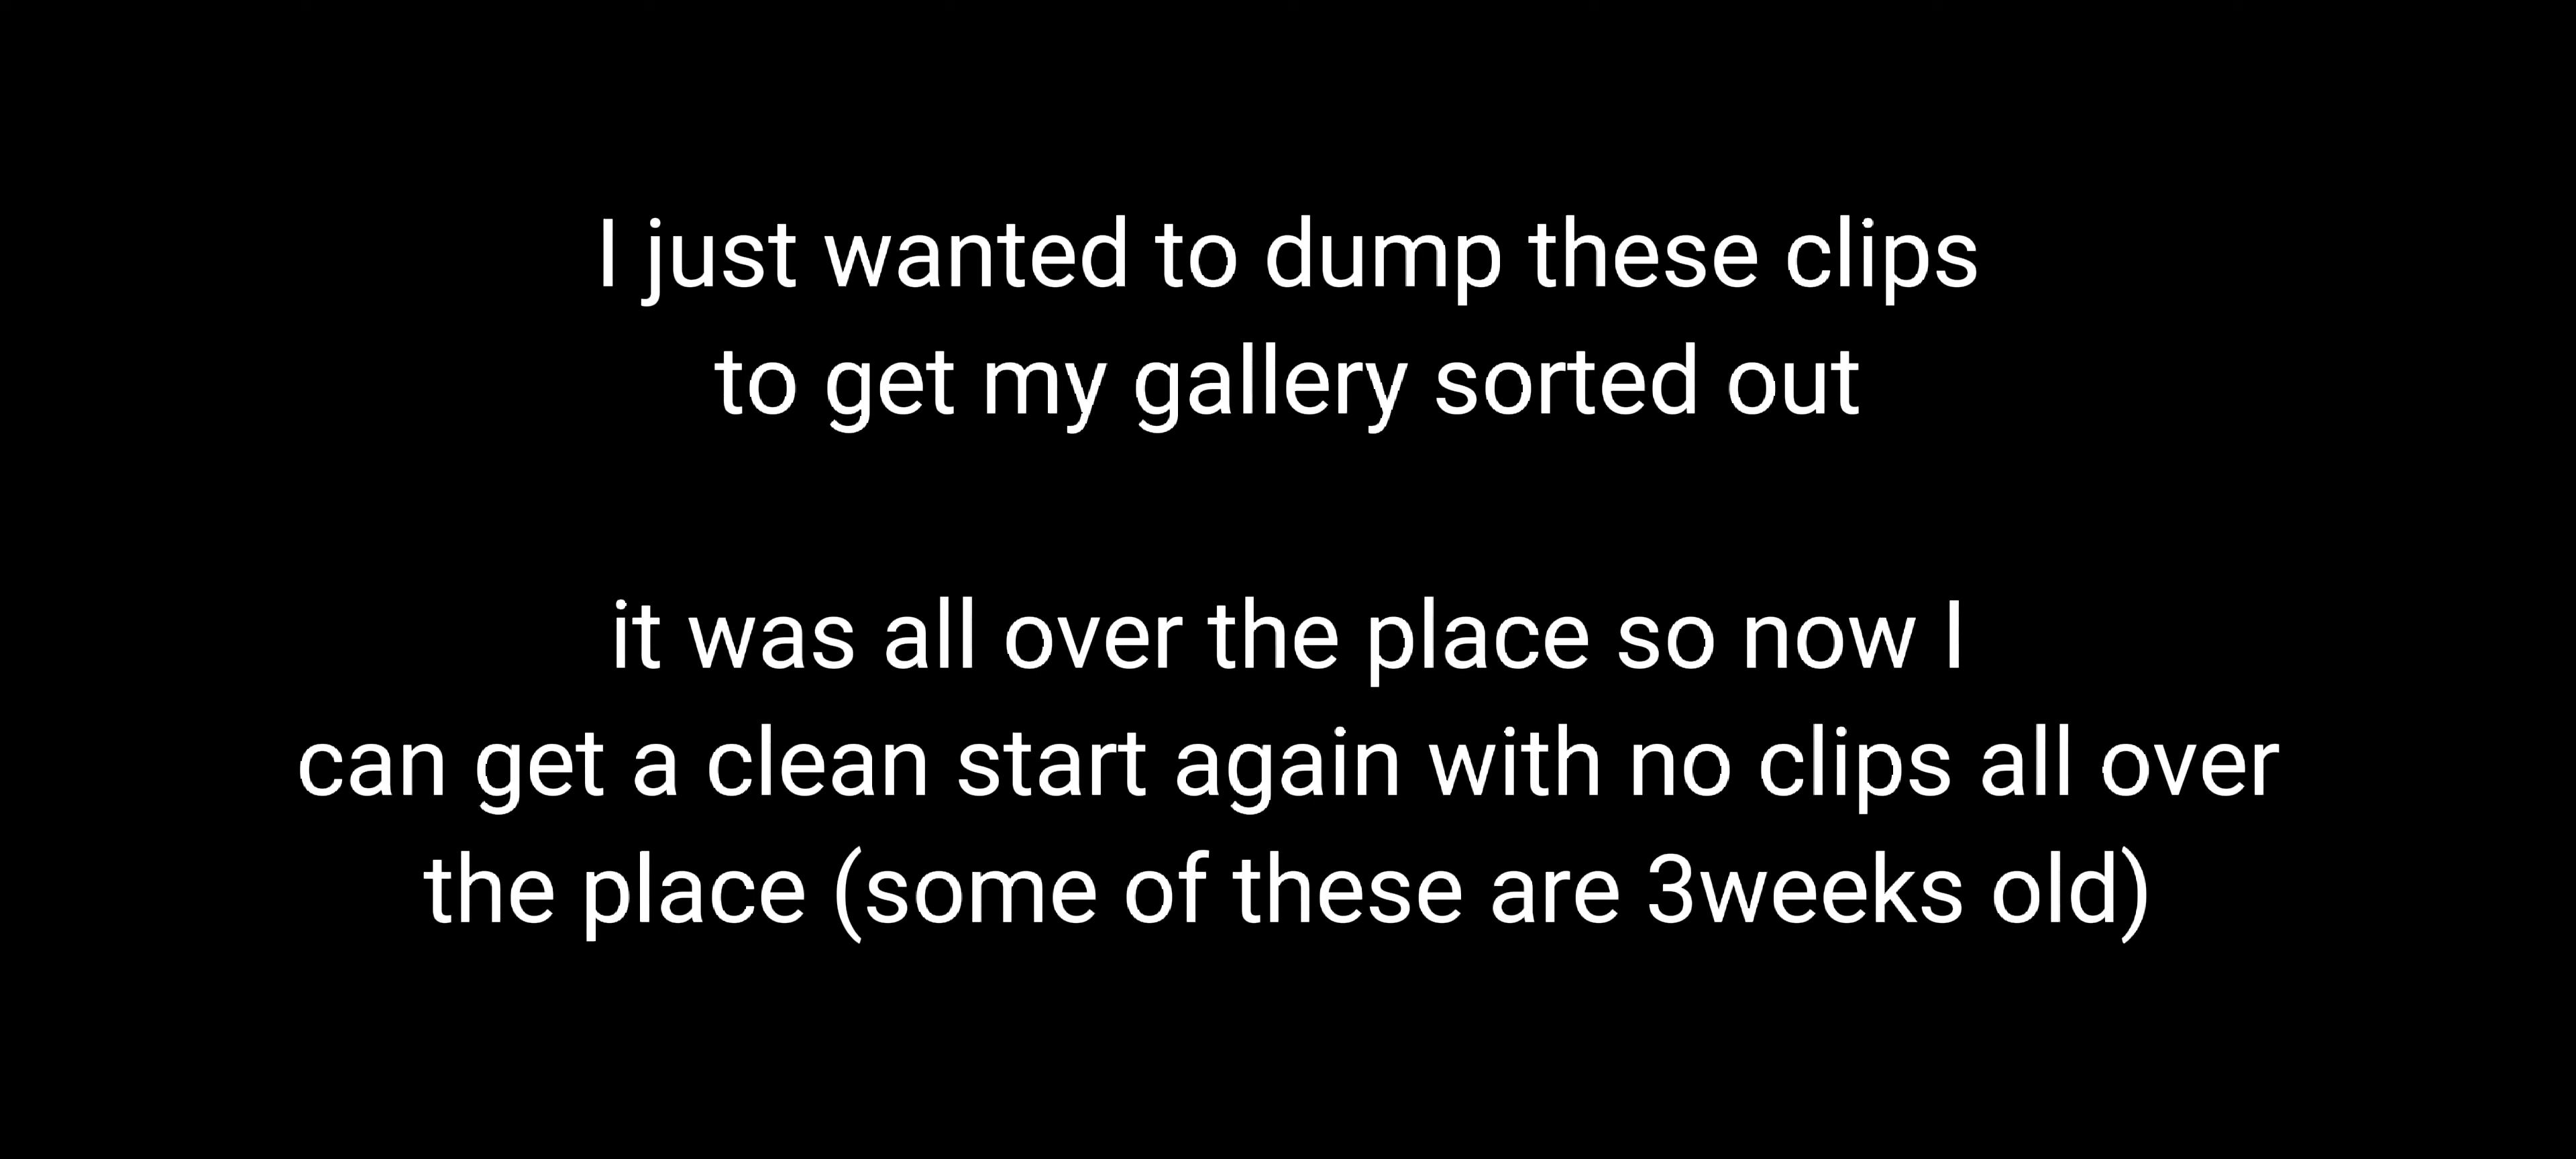 I just wanted to dump these clips
to get my gallery sorted out
it was all over the place so now I
can get a clean start again with no clips all over
the place (some of these are 3weeks old)